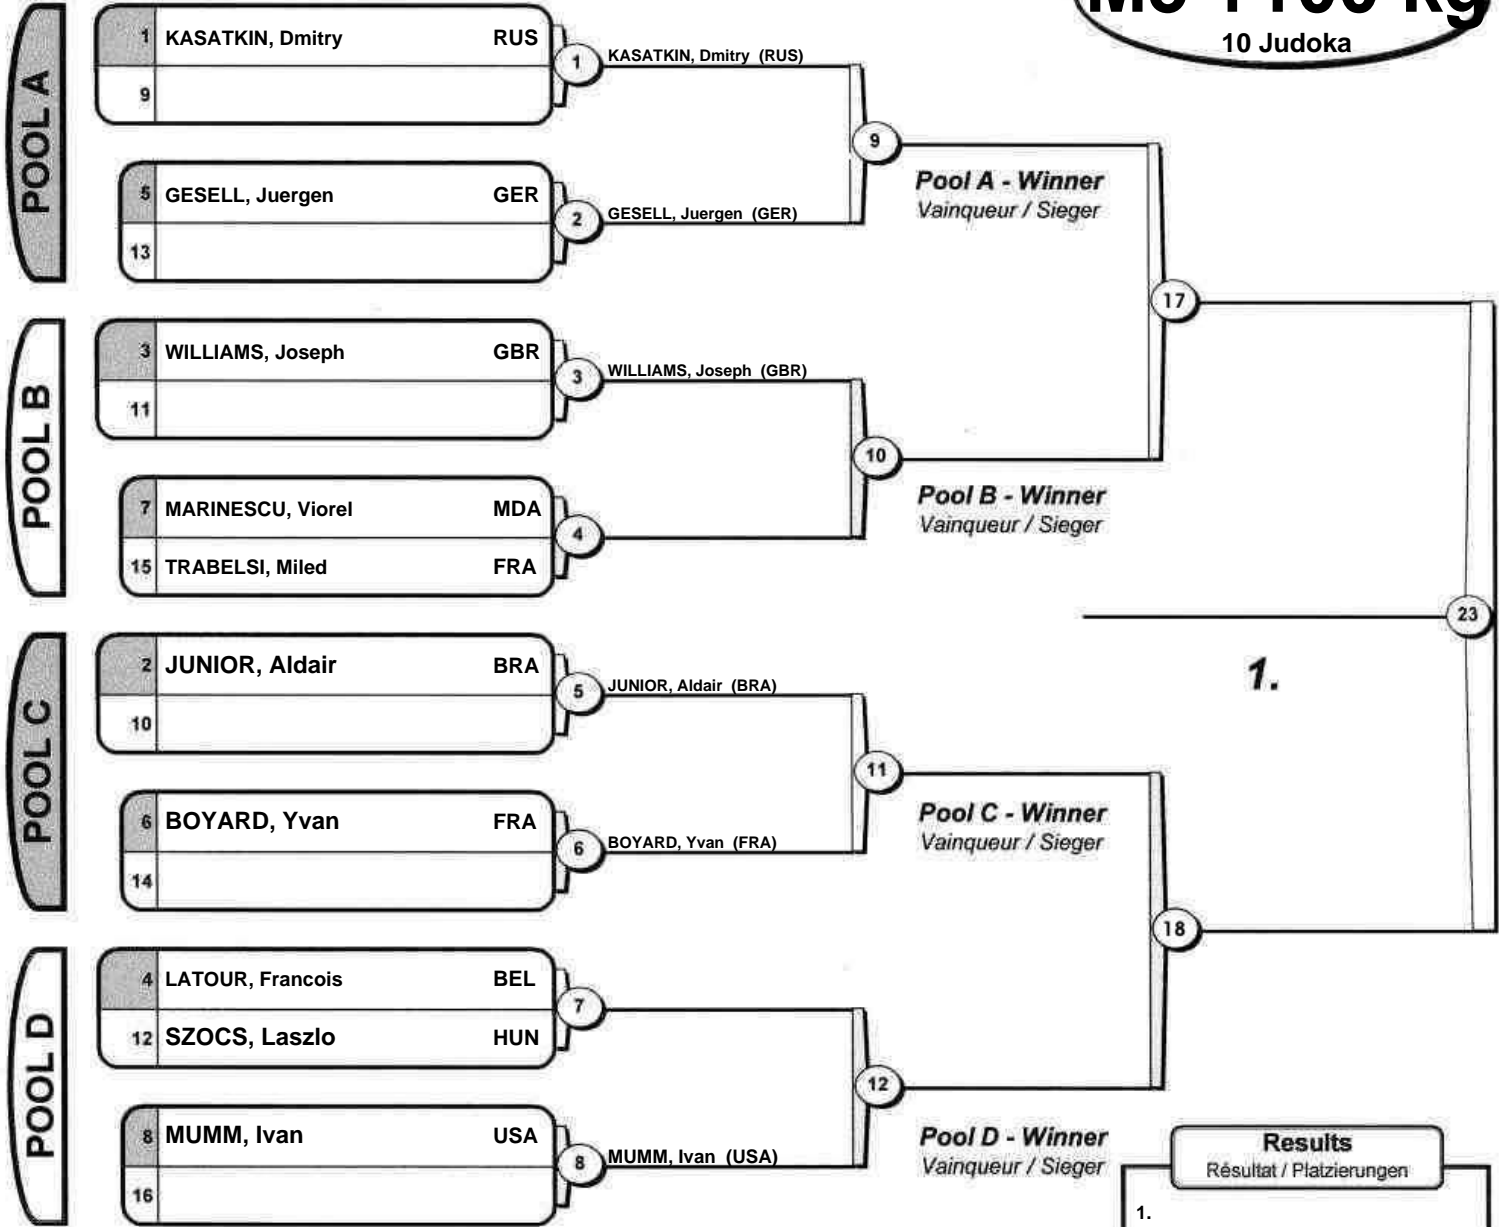 10 Judoka
POOL A
1 KASATKIN, Dmitry RUS
9
1
KASATKIN, Dmitry (RUS)
5 GESELL, Juergen GER
13
2
GESELL, Juergen (GER)
9
Pool A - Winner
Vainqueur / Sieger
POOL B
3 WILLIAMS, Joseph GBR
11
3
WILLIAMS, Joseph (GBR)
7 MARINESCU, Viorel MDA
15 TRABELSI, Miled FRA
4
10
Pool B - Winner
Vainqueur / Sieger
17
POOL C
2 JUNIOR, Aldair BRA
10
5
JUNIOR, Aldair (BRA)
6 BOYARD, Yvan FRA
14
6
BOYARD, Yvan (FRA)
11
Pool C - Winner
Vainqueur / Sieger
23
1.
POOL D
4 LATOUR, Francois BEL
12 SZOCS, Laszlo HUN
7
8 MUMM, Ivan USA
16
8
MUMM, Ivan (USA)
12
Pool D - Winner
Vainqueur / Sieger
18
Results
Résultat / Platzierungen
1.